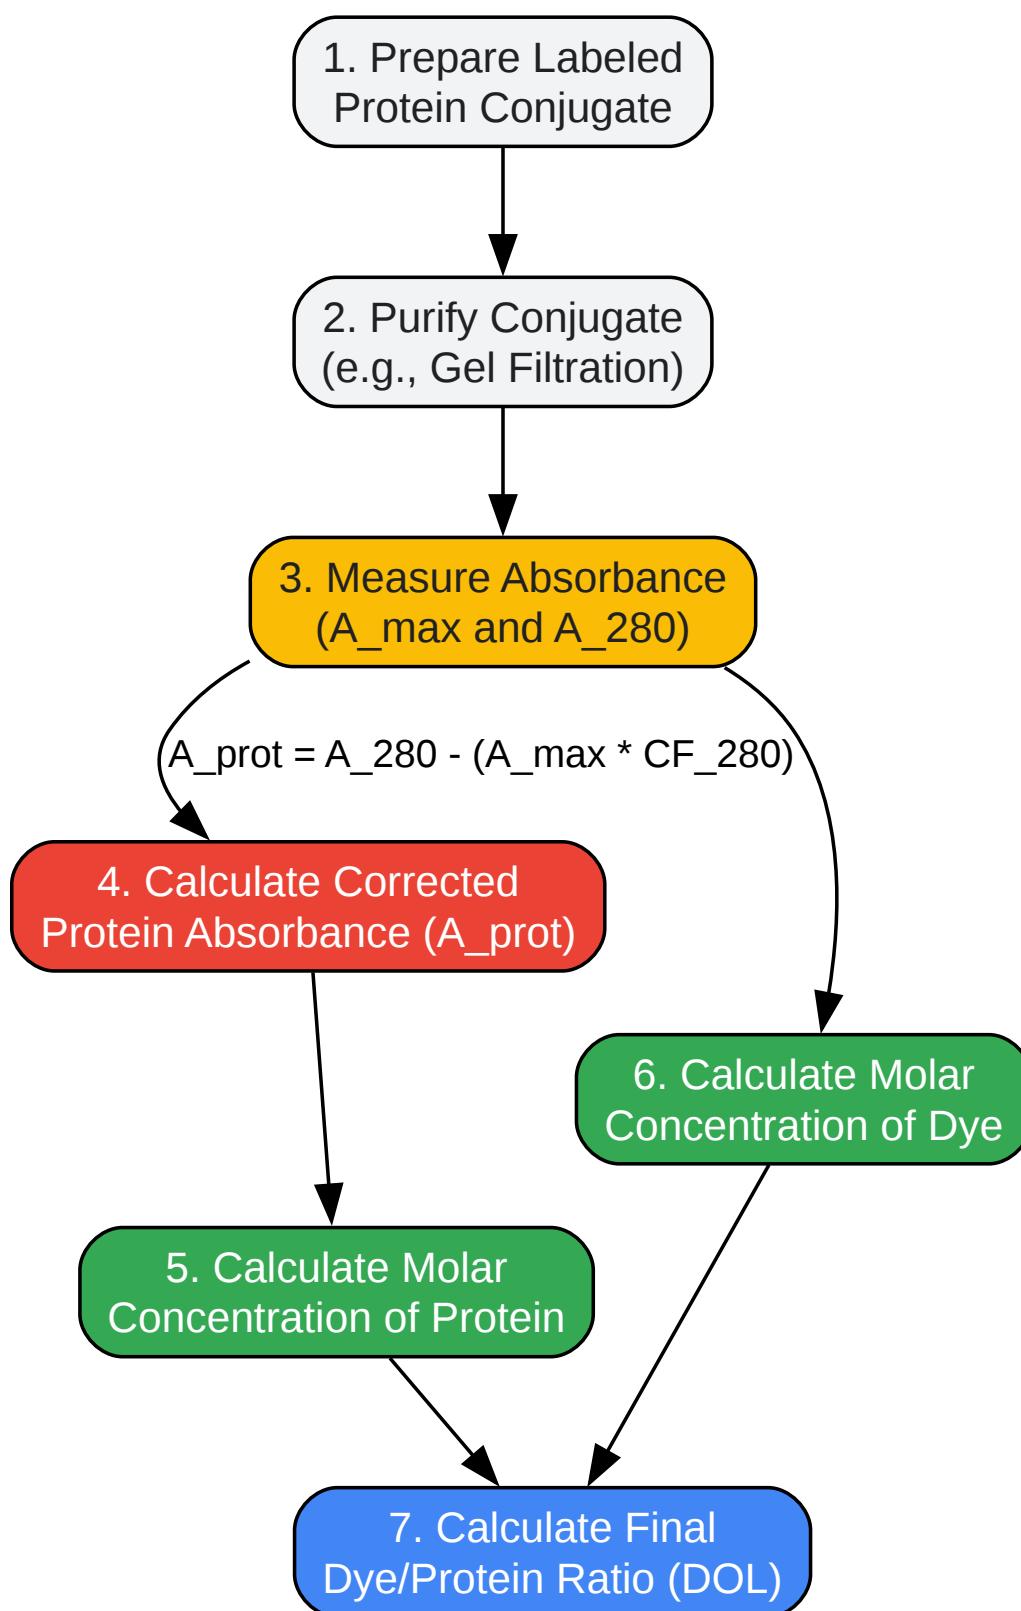 1. Prepare Labeled
Protein Conjugate
2. Purify Conjugate
(e.g., Gel Filtration)
3. Measure Absorbance
(A_max and A_280)
A_prot = A_280 - (A_max * CF_280)
4. Calculate Corrected
Protein Absorbance (A_prot)
6. Calculate Molar
Concentration of Dye
5. Calculate Molar
Concentration of Protein
7. Calculate Final
Dye/Protein Ratio (DOL)